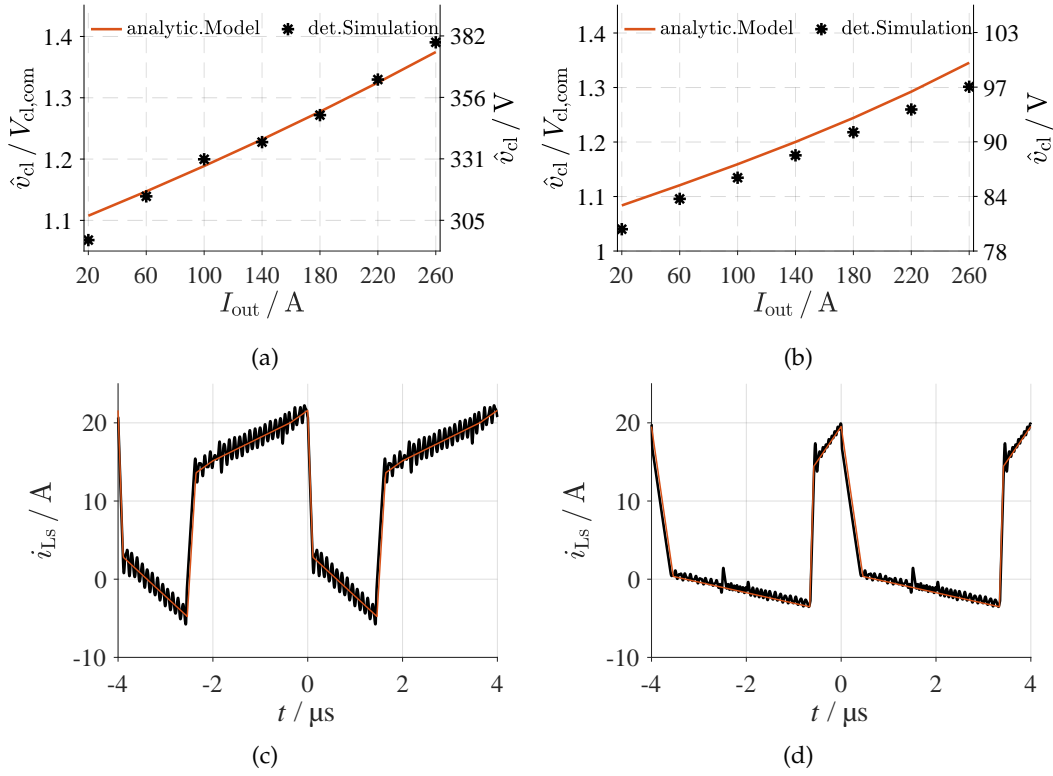 analytic.Model det.Simulation
1.4
1.3
1.2
1.1
382
356
331
305
v̂cl / Vcl,com
v̂cl / V
20 60 100 140 180 220 260
Iout / A
(a)
analytic.Model det.Simulation
1.4
1.3
1.2
1.1
1
103
97
90
84
78
v̂cl / Vcl,com
v̂cl / V
20 60 100 140 180 220 260
Iout / A
(b)
20
10
0
-10
iLs / A
-4 -2 0 2 4
t / μs
(c)
20
10
0
-10
iLs / A
-4 -2 0 2 4
t / μs
(d)